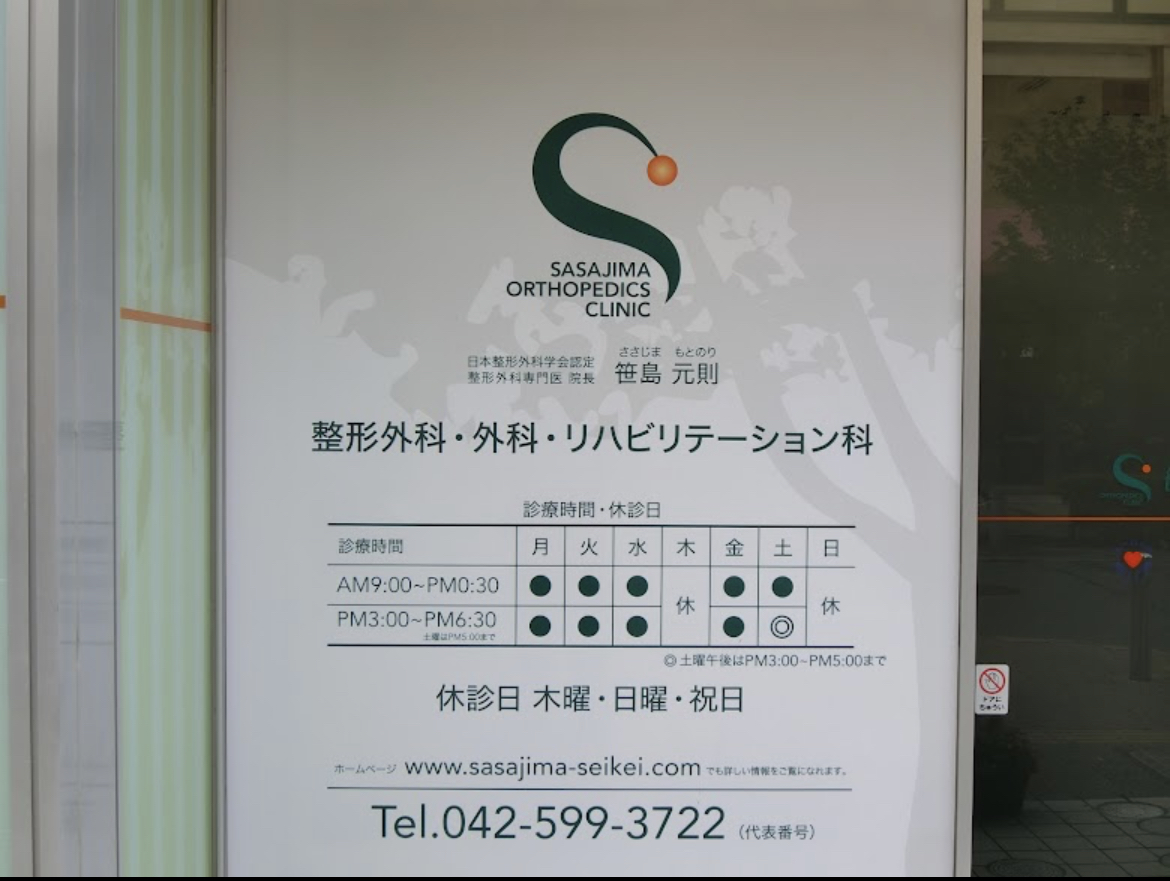 SASAJIMA
ORTHOPEDICS
CLINIC
ささじま もとのり
日本整形外科学会認定
整形外科専門医 院長 笹島 元則
整形外科・外科・リハビリテーション科
診療時間・休診日
診療時間 月 火 水 木 金 土 日
AM9:00~PM0:30 ● ● ● 休 ● ● 休
PM3:00~PM6:30 ● ● ● ● ◎
土曜はPM5:00まで
◎土曜午後はPM3:00~PM5:00まで
休診日 木曜・日曜・祝日
ホームページ www.sasajima-seikei.com でも詳しい情報をご覧になれます。
Tel.042-599-3722 (代表番号)
ドアに
ちゅうい